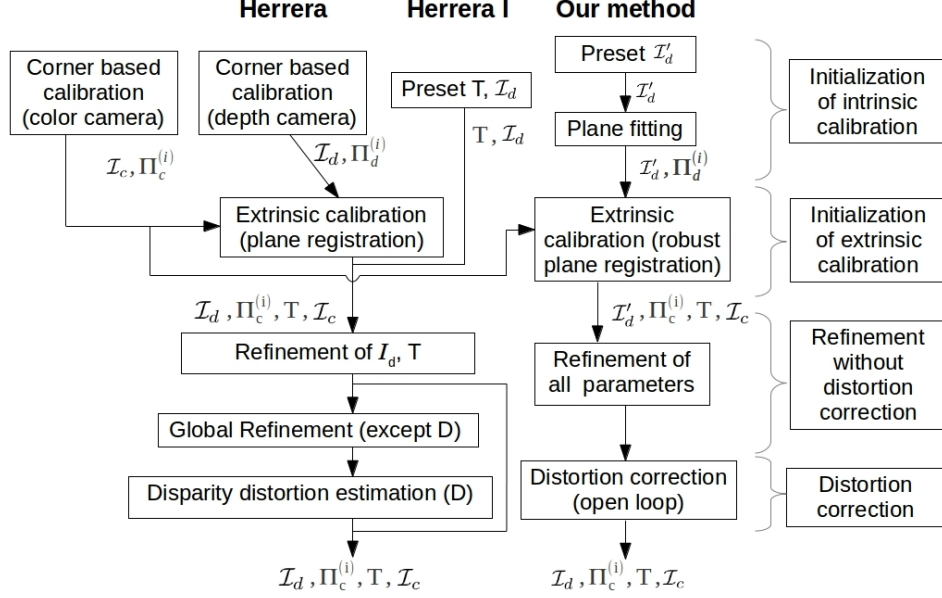 Herrera
Herrera I
Our method
Corner based
calibration
(color camera)
Corner based
calibration
(depth camera)
Preset T, ℐd
Preset ℐ′d
ℐ′d
Plane fitting
Initialization
of intrinsic
calibration
ℐc, Πc(i)
ℐd, Πd(i)
T, ℐd
ℐ′d, Πd(i)
Extrinsic calibration
(plane registration)
Extrinsic
calibration (robust
plane registration)
Initialization
of extrinsic
calibration
ℐd , Πc(i), T, ℐc
ℐ′d, Πc(i), T, ℐc
Refinement of Id, T
Refinement of
all parameters
Refinement
without
distortion
correction
Global Refinement (except D)
Disparity distortion estimation (D)
Distortion correction
(open loop)
Distortion
correction
ℐd , Πc(i), T, ℐc
ℐd , Πc(i), T, ℐc